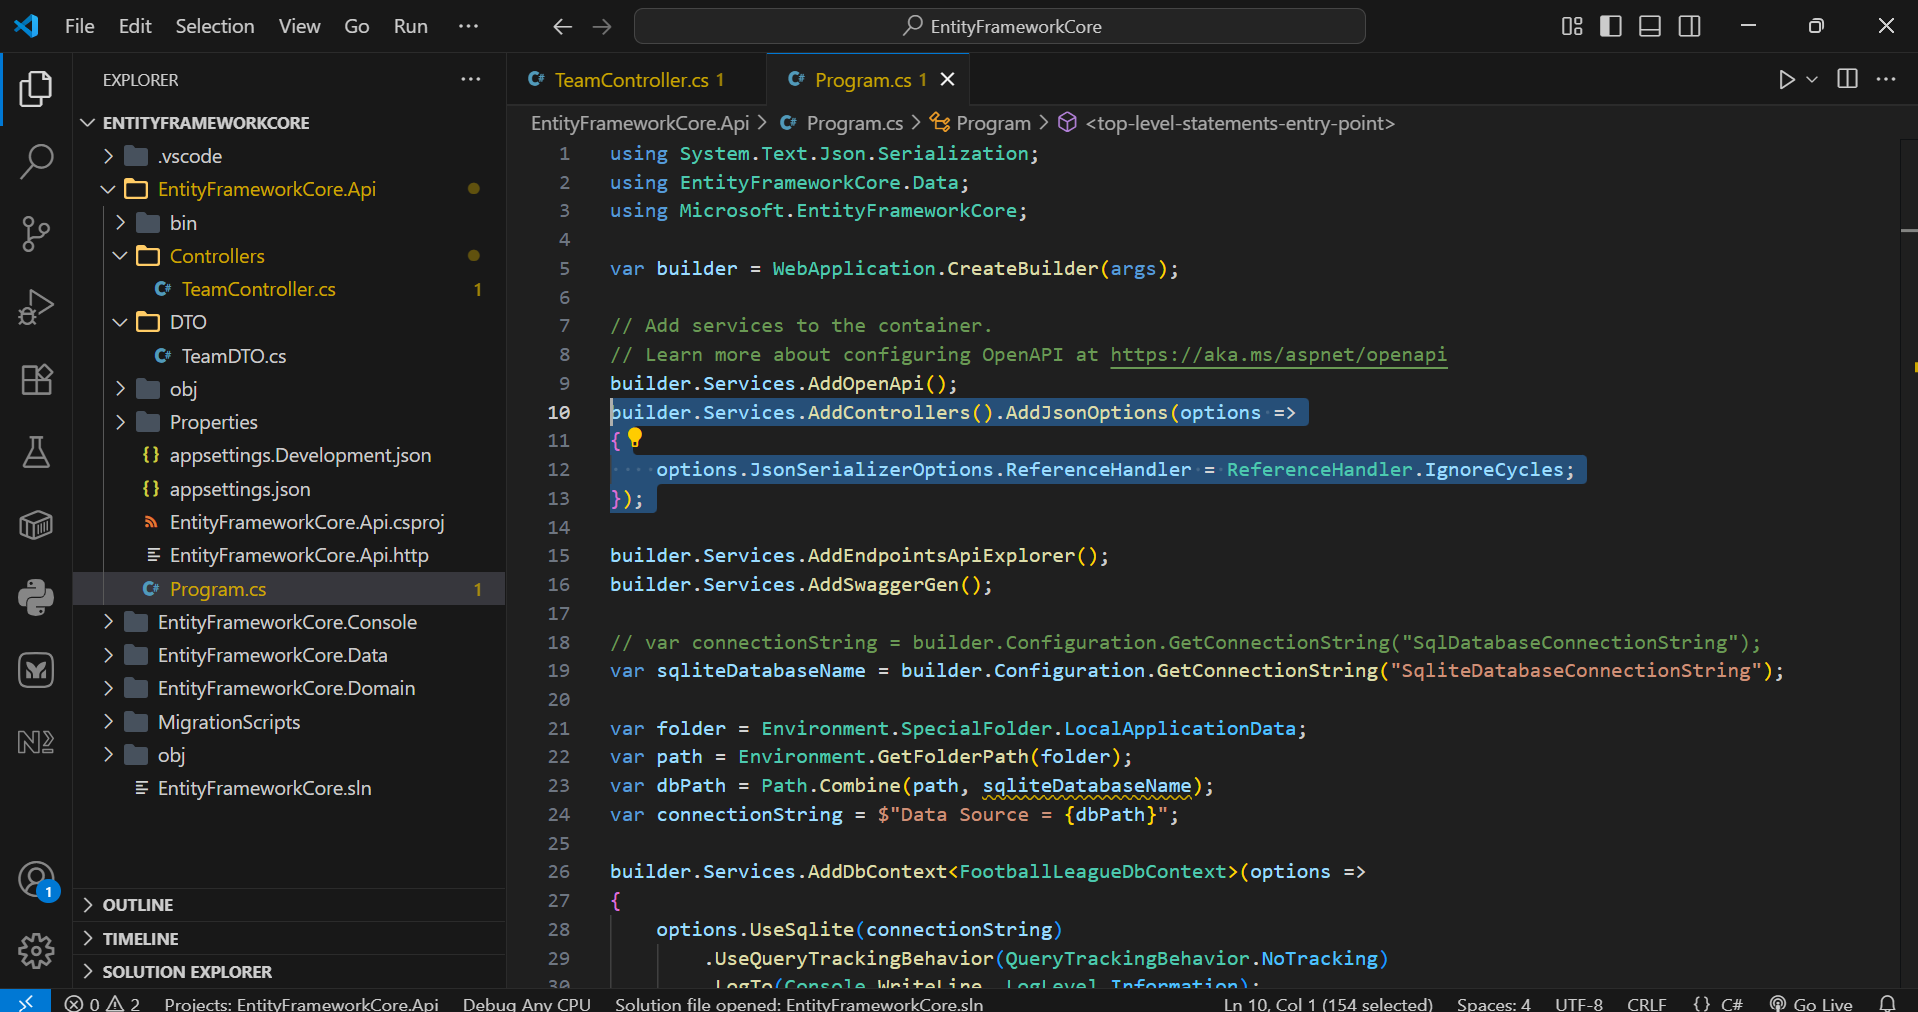 File Edit Selection View Go Run ··· EntityFrameworkCore
EXPLORER ···
ENTITYFRAMEWORKCORE
.vscode
EntityFrameworkCore.Api
bin
Controllers
TeamController.cs 1
DTO
TeamDTO.cs
obj
Properties
{} appsettings.Development.json
{} appsettings.json
EntityFrameworkCore.Api.csproj
EntityFrameworkCore.Api.http
Program.cs 1
EntityFrameworkCore.Console
EntityFrameworkCore.Data
EntityFrameworkCore.Domain
MigrationScripts
obj
EntityFrameworkCore.sln
OUTLINE
TIMELINE
SOLUTION EXPLORER
1
TeamController.cs 1 Program.cs 1
EntityFrameworkCore.Api > Program.cs > Program > <top-level-statements-entry-point>
1 using System.Text.Json.Serialization;
2 using EntityFrameworkCore.Data;
3 using Microsoft.EntityFrameworkCore;
4
5 var builder = WebApplication.CreateBuilder(args);
6
7 // Add services to the container.
8 // Learn more about configuring OpenAPI at https://aka.ms/aspnet/openapi
9 builder.Services.AddOpenApi();
10 builder.Services.AddControllers().AddJsonOptions(options =>
11 {
12 options.JsonSerializerOptions.ReferenceHandler = ReferenceHandler.IgnoreCycles;
13 });
14
15 builder.Services.AddEndpointsApiExplorer();
16 builder.Services.AddSwaggerGen();
17
18 // var connectionString = builder.Configuration.GetConnectionString("SqlDatabaseConnectionString");
19 var sqliteDatabaseName = builder.Configuration.GetConnectionString("SqliteDatabaseConnectionString");
20
21 var folder = Environment.SpecialFolder.LocalApplicationData;
22 var path = Environment.GetFolderPath(folder);
23 var dbPath = Path.Combine(path, sqliteDatabaseName);
24 var connectionString = $"Data Source = {dbPath}";
25
26 builder.Services.AddDbContext<FootballLeagueDbContext>(options =>
27 {
28 options.UseSqlite(connectionString)
29 .UseQueryTrackingBehavior(QueryTrackingBehavior.NoTracking)
30 .LogTo(Console.WriteLine, LogLevel.Information);
0 2 Projects: EntityFrameworkCore.Api Debug Any CPU Solution file opened: EntityFrameworkCore.sln Ln 10, Col 1 (154 selected) Spaces: 4 UTF-8 CRLF {} C# Go Live